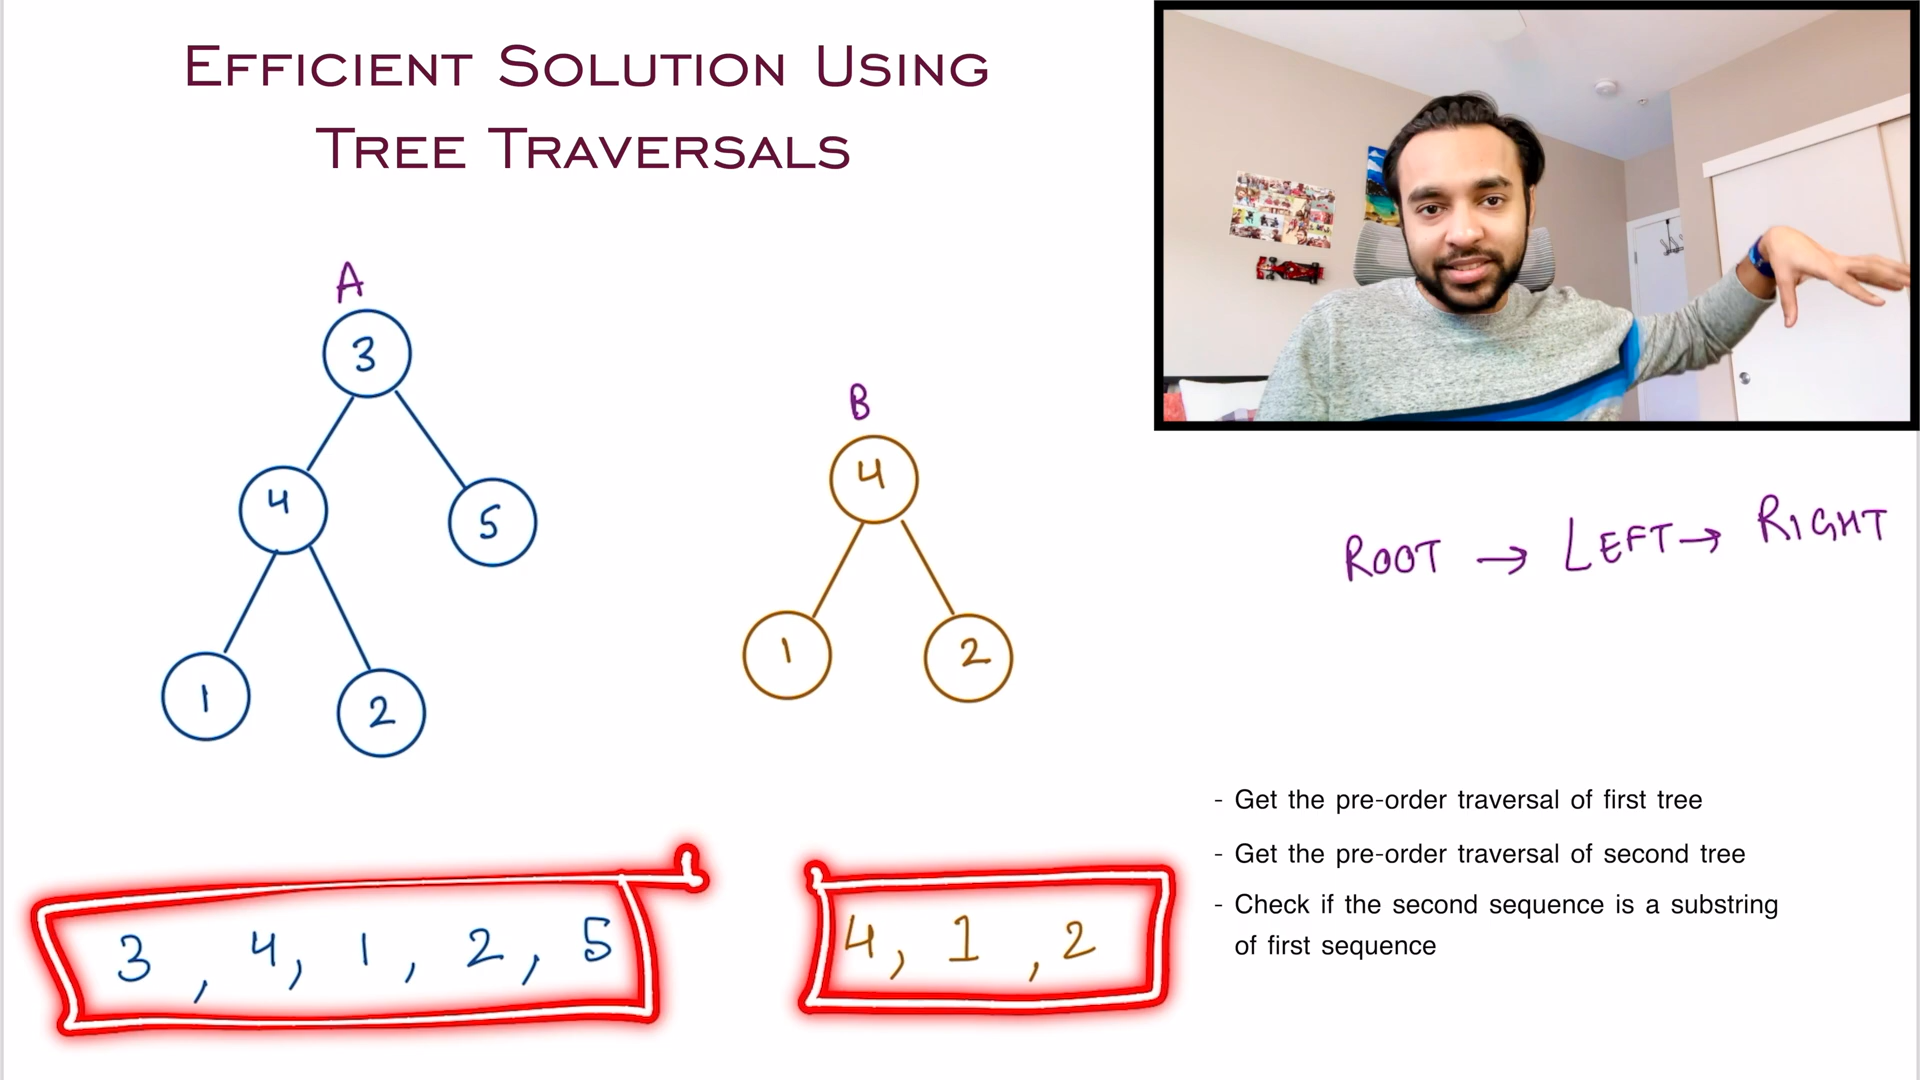 EFFICIENT SOLUTION USING
TREE TRAVERSALS
A
3
4
5
1
2
B
4
1
2
ROOT → LEFT → RIGHT
- Get the pre-order traversal of first tree
- Get the pre-order traversal of second tree
- Check if the second sequence is a substring
of first sequence
3, 4, 1, 2, 5
4, 1, 2